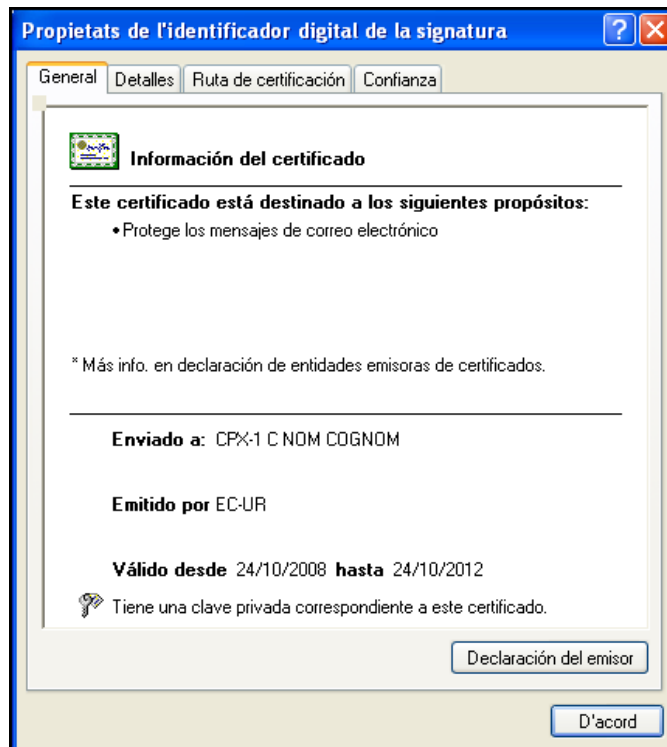 Propietats de l'identificador digital de la signatura
General Detalles Ruta de certificación Confianza
Información del certificado
Este certificado está destinado a los siguientes propósitos:
•Protege los mensajes de correo electrónico
* Más info. en declaración de entidades emisoras de certificados.
Enviado a: CPX-1 C NOM COGNOM
Emitido por EC-UR
Válido desde 24/10/2008 hasta 24/10/2012
Tiene una clave privada correspondiente a este certificado.
Declaración del emisor
D'acord